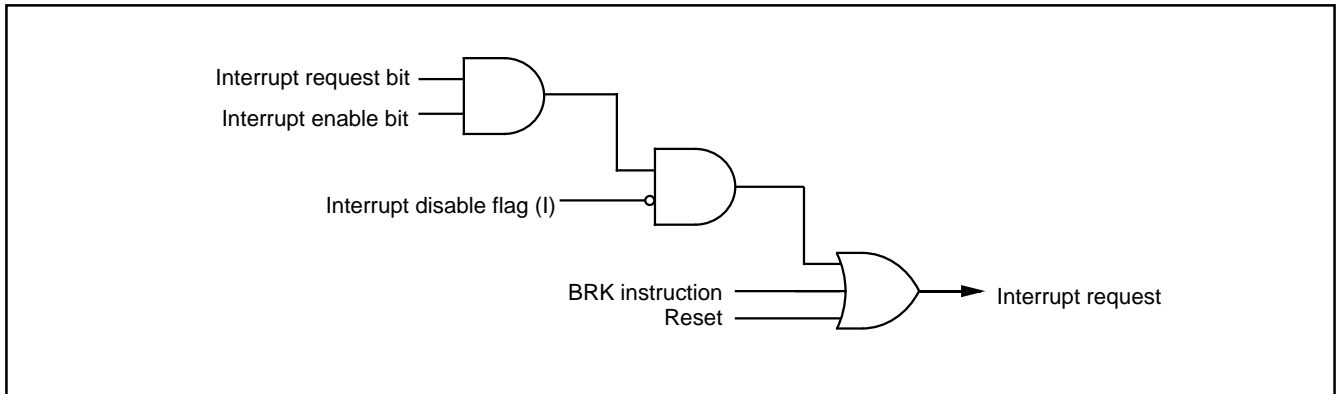 Interrupt request bit
Interrupt enable bit
Interrupt disable flag (I)
BRK instruction
Reset
Interrupt request